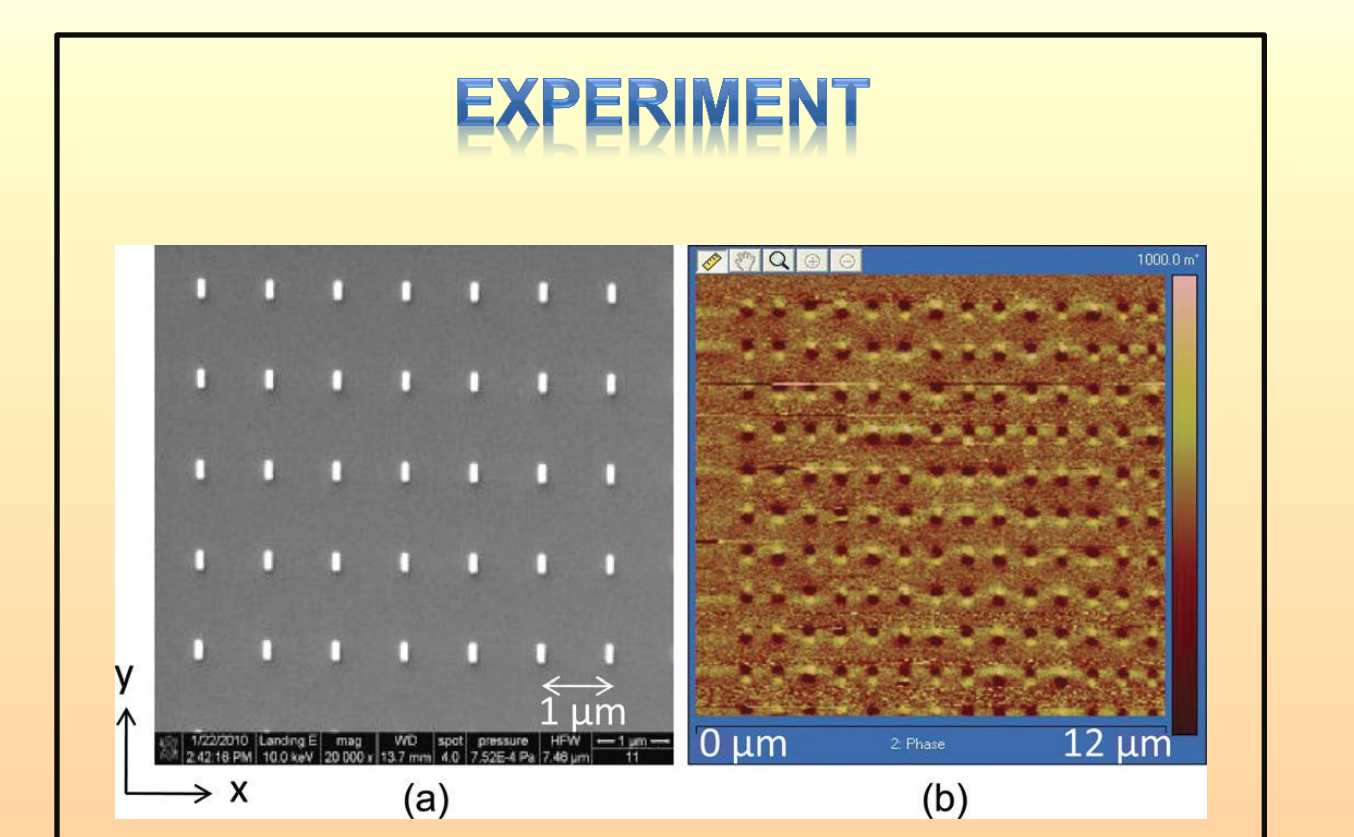 EXPERIMENT
1000.0 m°
y
1 µm
1/22/2010 Landing E mag WD spot pressure HFW 1 µm
2:42:16 PM 10.0 keV 20 000 x 13.7 mm 4.0 7.52E-4 Pa 7.46 µm 11
0 µm 2: Phase 12 µm
x
(a) (b)